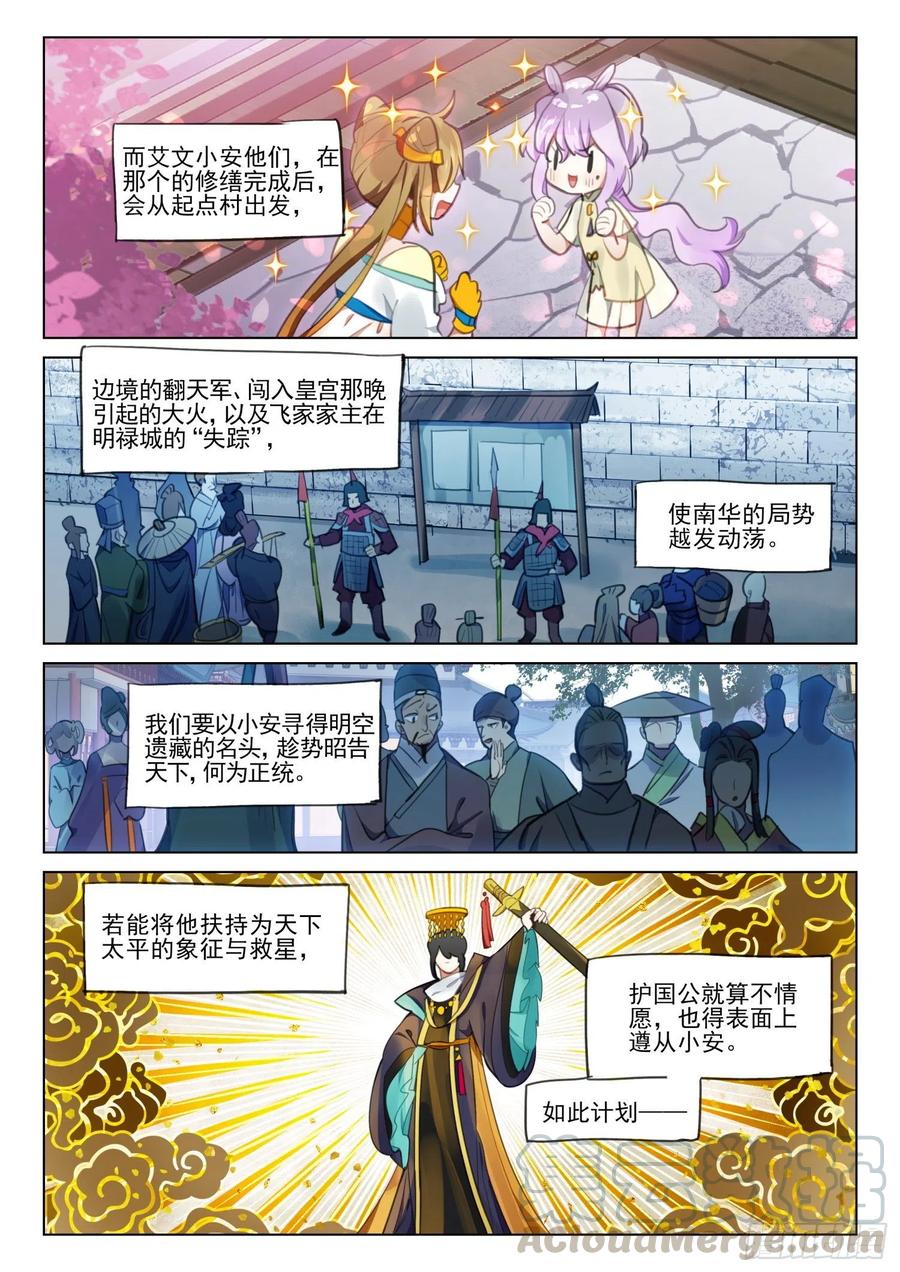 而艾文小安他们，在
那个的修缮完成后，
会从起点村出发，
边境的翻天军、闯入皇宫那晚
引起的大火，以及飞家家主在
明禄城的“失踪”，
使南华的局势
越发动荡。
我们要以小安寻得明空
遗藏的名头，趁势昭告
天下，何为正统。
若能将他扶持为天下
太平的象征与救星，
护国公就算不情
愿，也得表面上
遵从小安。
如此计划——
集云数据
AcloudMerge.com